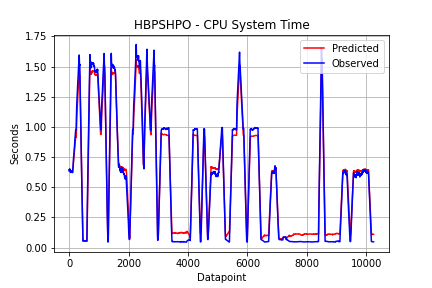 HBPSHPO - CPU System Time
1.75
1.50
1.25
1.00
0.75
0.50
0.25
0.00
Seconds
Predicted
Observed
0 2000 4000 6000 8000 10000
Datapoint